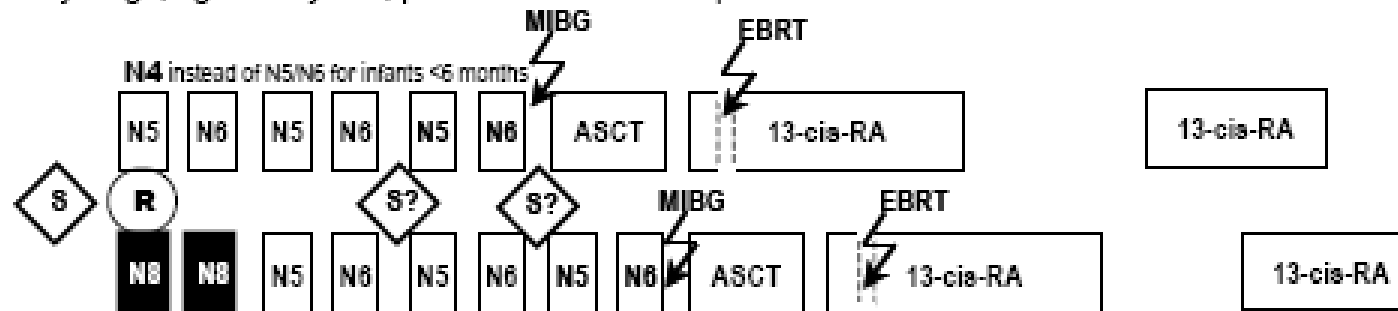 MIBG
EBRT
N4 instead of N5/N6 for infants <6 months
N5 N6 N5 N6 N5 N6 ASCT 13-cis-RA 13-cis-RA
S R S? S? MIBG EBRT
N8 N8 N5 N6 N5 N6 N5 N6 ASCT 13-cis-RA 13-cis-RA